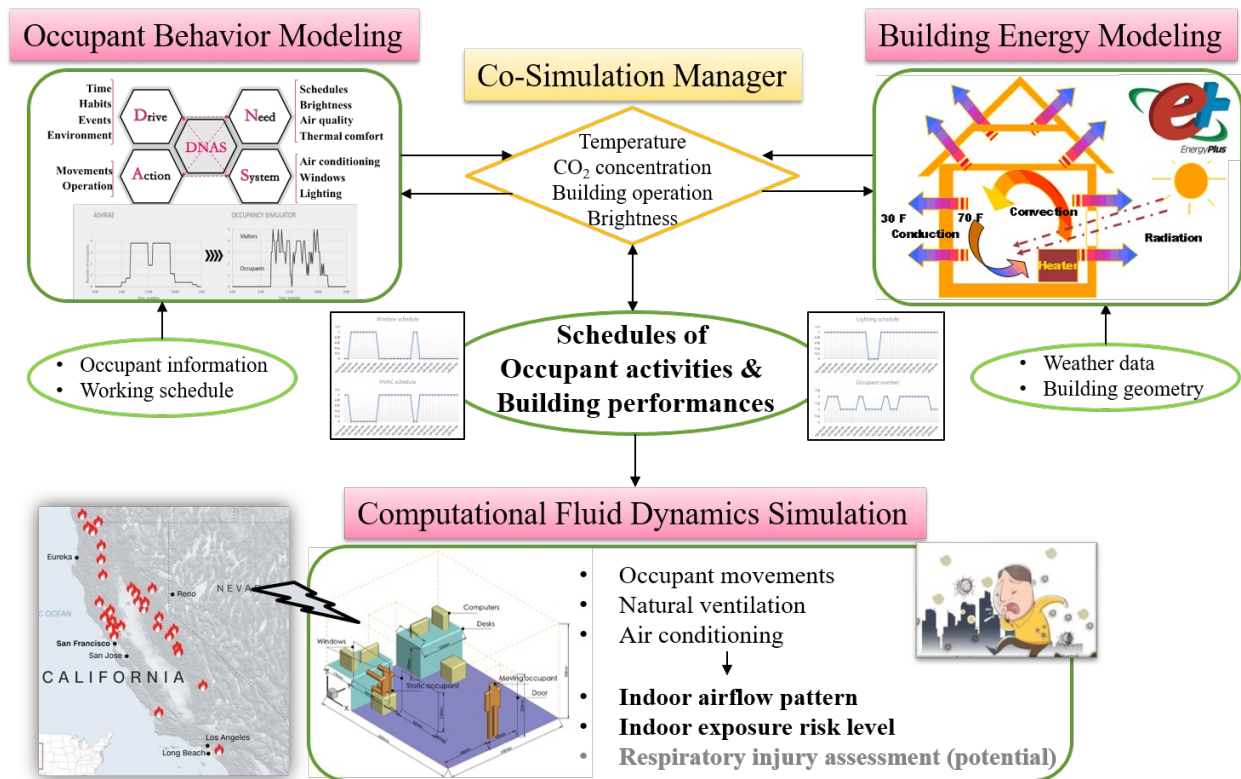 Occupant Behavior Modeling
Building Energy Modeling
Co-Simulation Manager
Time
Habits
Events
Environment
Drive
Need
DNAS
Schedules
Brightness
Air quality
Thermal comfort
Movements
Operation
Action
System
Air conditioning
Windows
Lighting
ASHRAE
OCCUPANCY SIMULATOR
Visitors
Occupants
Temperature
CO₂ concentration
Building operation
Brightness
e+
EnergyPlus
30 F
70 F
Convection
Conduction
Radiation
Heater
• Occupant information
• Working schedule
Window schedule
HVAC schedule
Schedules of
Occupant activities &
Building performances
Lighting schedule
Occupant number
• Weather data
• Building geometry
Computational Fluid Dynamics Simulation
Eureka
Reno
NEVA
C OCEAN
San Francisco
San Jose
CALIFORNIA
Los Angeles
Long Beach
Computers
Desks
Windows
Static occupant
Moving occupant
Door
X
• Occupant movements
• Natural ventilation
• Air conditioning
• Indoor airflow pattern
• Indoor exposure risk level
• Respiratory injury assessment (potential)